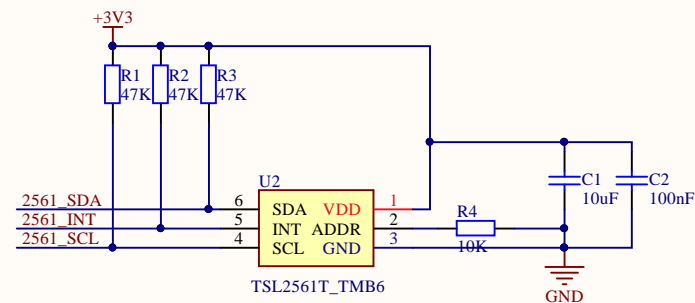 +3V3
R1 R2 R3
47K 47K 47K
U2
2561_SDA 6 SDA VDD 1
2561_INT 5 INT ADDR 2
2561_SCL 4 SCL GND 3
R4
10K
C1 C2
10uF 100nF
TSL2561T_TMB6
GND